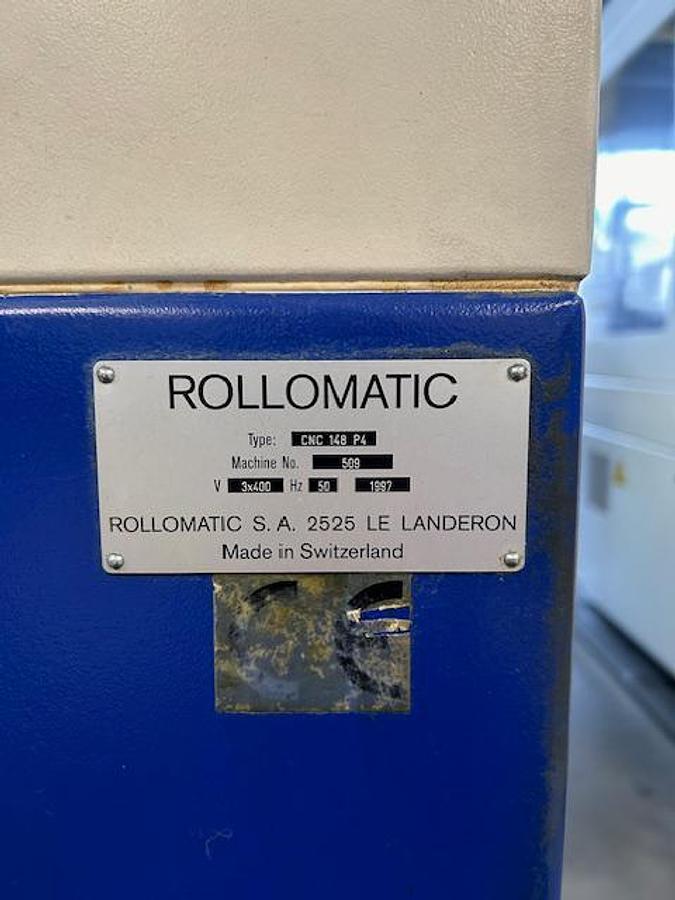 ROLLOMATIC
Type: CNC 148 P4
Machine No. 509
V 3x400 Hz 50 1997
ROLLOMATIC S. A. 2525 LE LANDERON
Made in Switzerland
CE